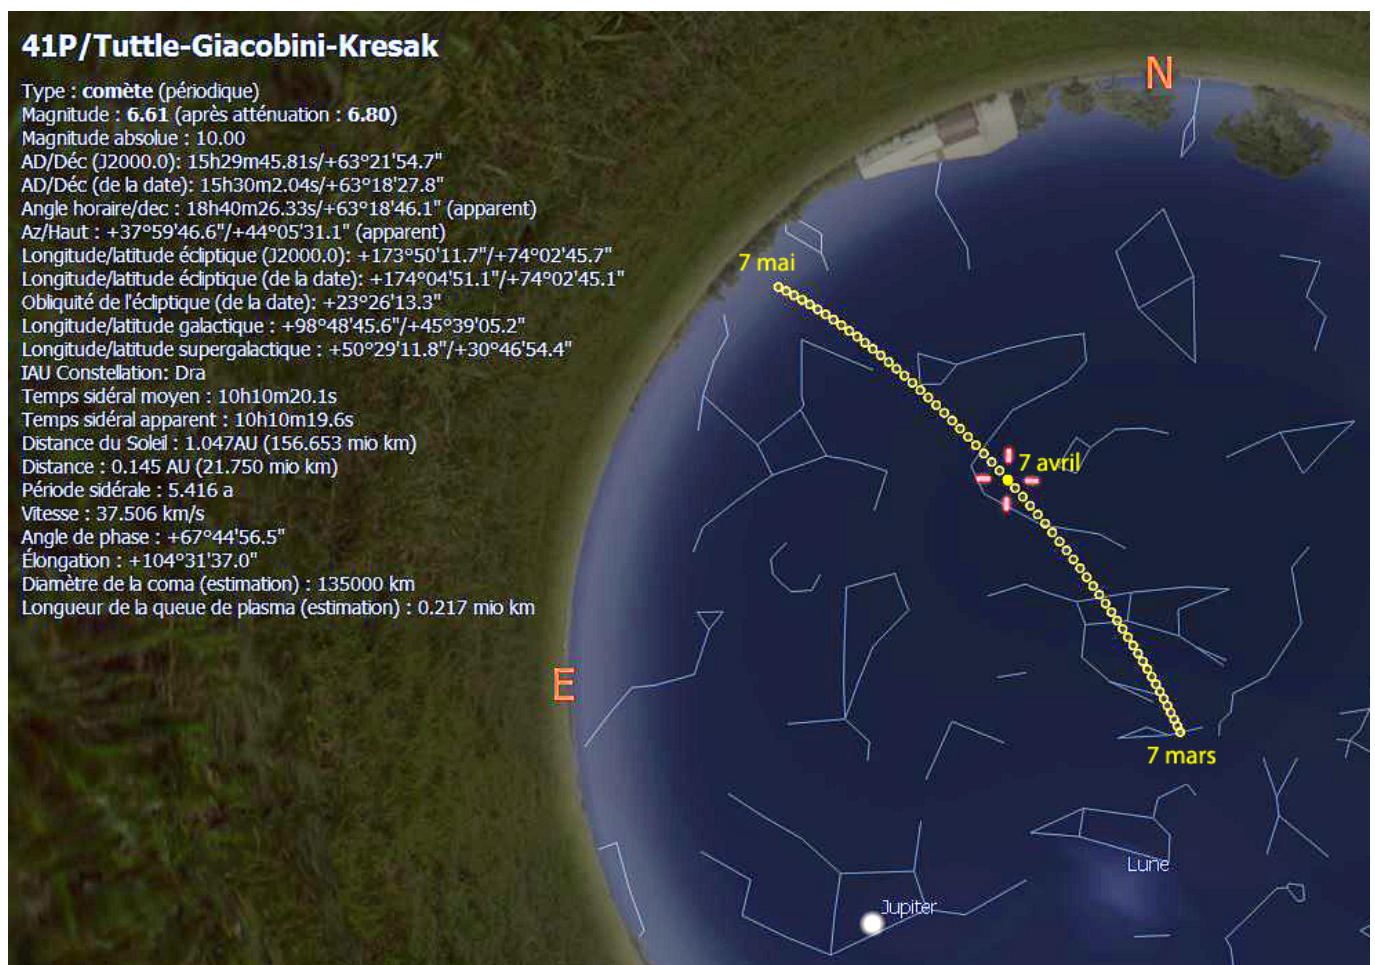 41P/Tuttle-Giacobini-Kresak
Type : comète (périodique)
Magnitude : 6.61 (après atténuation : 6.80)
Magnitude absolue : 10.00
AD/Déc (J2000.0): 15h29m45.81s/+63°21'54.7"
AD/Déc (de la date): 15h30m2.04s/+63°18'27.8"
Angle horaire/dec : 18h40m26.33s/+63°18'46.1" (apparent)
Az/Haut : +37°59'46.6"/+44°05'31.1" (apparent)
Longitude/latitude écliptique (J2000.0): +173°50'11.7"/+74°02'45.7"
Longitude/latitude écliptique (de la date): +174°04'51.1"/+74°02'45.1"
Obliquité de l'écliptique (de la date): +23°26'13.3"
Longitude/latitude galactique : +98°48'45.6"/+45°39'05.2"
Longitude/latitude supergalactique : +50°29'11.8"/+30°46'54.4"
IAU Constellation: Dra
Temps sidéral moyen : 10h10m20.1s
Temps sidéral apparent : 10h10m19.6s
Distance du Soleil : 1.047AU (156.653 mio km)
Distance : 0.145 AU (21.750 mio km)
Période sidérale : 5.416 a
Vitesse : 37.506 km/s
Angle de phase : +67°44'56.5"
Élongation : +104°31'37.0"
Diamètre de la coma (estimation) : 135000 km
Longueur de la queue de plasma (estimation) : 0.217 mio km
N
7 mai
7 avril
E
7 mars
Lune
Jupiter